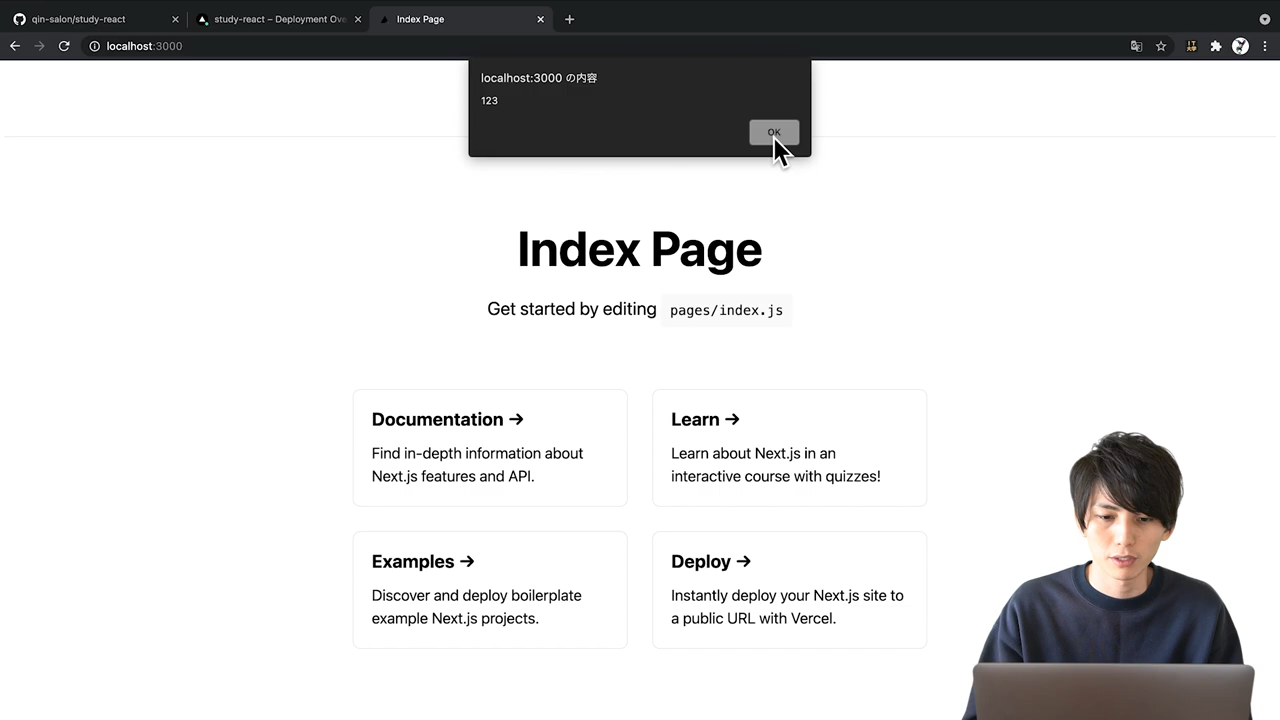 qin-salon/study-react
study-react – Deployment Ove
Index Page
localhost:3000
localhost:3000 の内容
123
OK
Index Page
Get started by editing pages/index.js
Documentation →
Find in-depth information about
Next.js features and API.
Learn →
Learn about Next.js in an
interactive course with quizzes!
Examples →
Discover and deploy boilerplate
example Next.js projects.
Deploy →
Instantly deploy your Next.js site to
a public URL with Vercel.